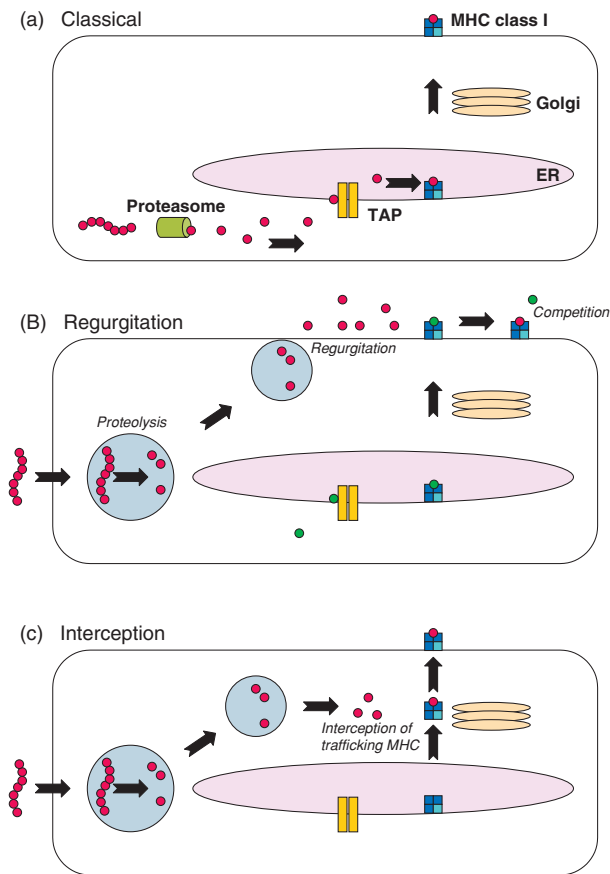 (a) Classical
MHC class I
Golgi
ER
Proteasome
TAP
(B) Regurgitation
Competition
Regurgitation
Proteolysis
(c) Interception
Interception of
trafficking MHC